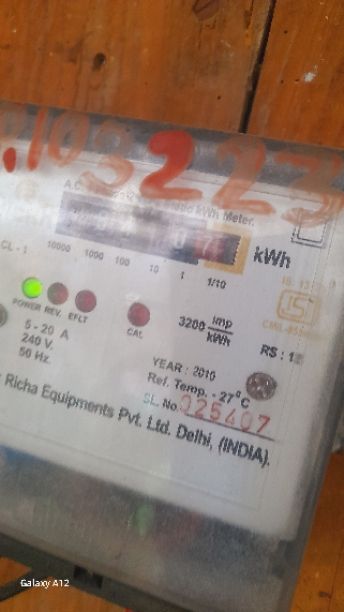 103223
kWh Meter.
kWh
CL - 1 10000 1000 100 10 1 1/10
POWER REV. EFLT CAL
3200 imp/kWh
5 - 20 A
240 V.
50 Hz.
RS : 1
YEAR : 2010
Ref. Temp. - 27°C
SL. No. 025407
Richa Equipments Pvt. Ltd. Delhi, (INDIA).
Galaxy A12